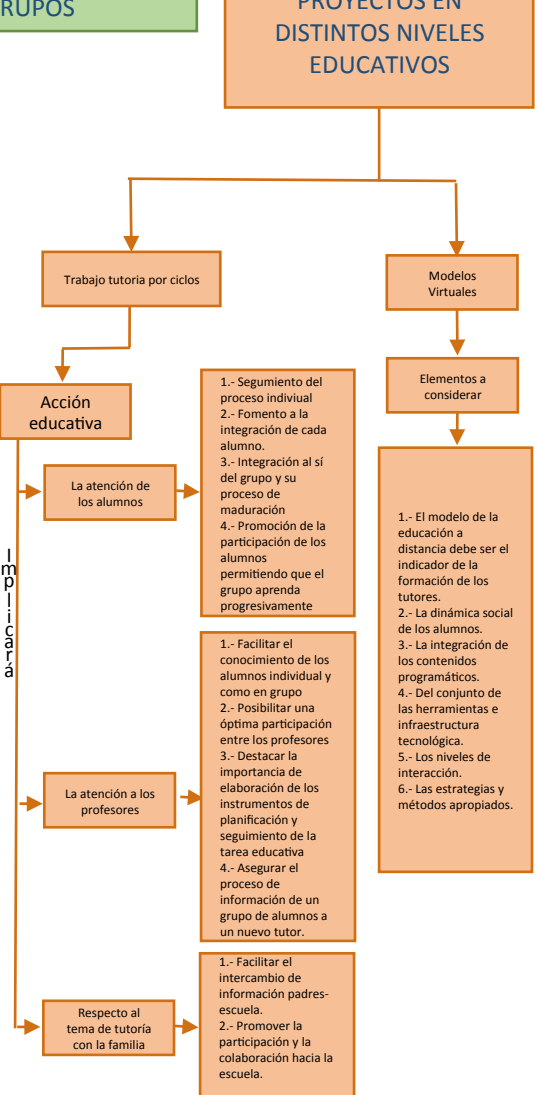 RUPOS
PROYECTOS EN
DISTINTOS NIVELES
EDUCATIVOS
Trabajo tutoria por ciclos
Modelos
Virtuales
Acción
educativa
Elementos a
considerar
Implicará
La atención de
los alumnos
1.- Segumiento del
proceso indiviual
2.- Fomento a la
integración de cada
alumno.
3.- Integración al sí
del grupo y su
proceso de
maduración
4.- Promoción de la
participación de los
alumnos
permitiendo que el
grupo aprenda
progresivamente
1.- El modelo de la
educación a
distancia debe ser el
indicador de la
formación de los
tutores.
2.- La dinámica social
de los alumnos.
3.- La integración de
los contenidos
programáticos.
4.- Del conjunto de
las herramientas e
infraestructura
tecnológica.
5.- Los niveles de
interacción.
6.- Las estrategias y
métodos apropiados.
La atención a los
profesores
1.- Facilitar el
conocimiento de los
alumnos individual y
como en grupo
2.- Posibilitar una
óptima participación
entre los profesores
3.- Destacar la
importancia de
elaboración de los
instrumentos de
planificación y
seguimiento de la
tarea educativa
4.- Asegurar el
proceso de
información de un
grupo de alumnos a
un nuevo tutor.
Respecto al
tema de tutoría
con la familia
1.- Facilitar el
intercambio de
información padres-
escuela.
2.- Promover la
participación y la
colaboración hacia la
escuela.